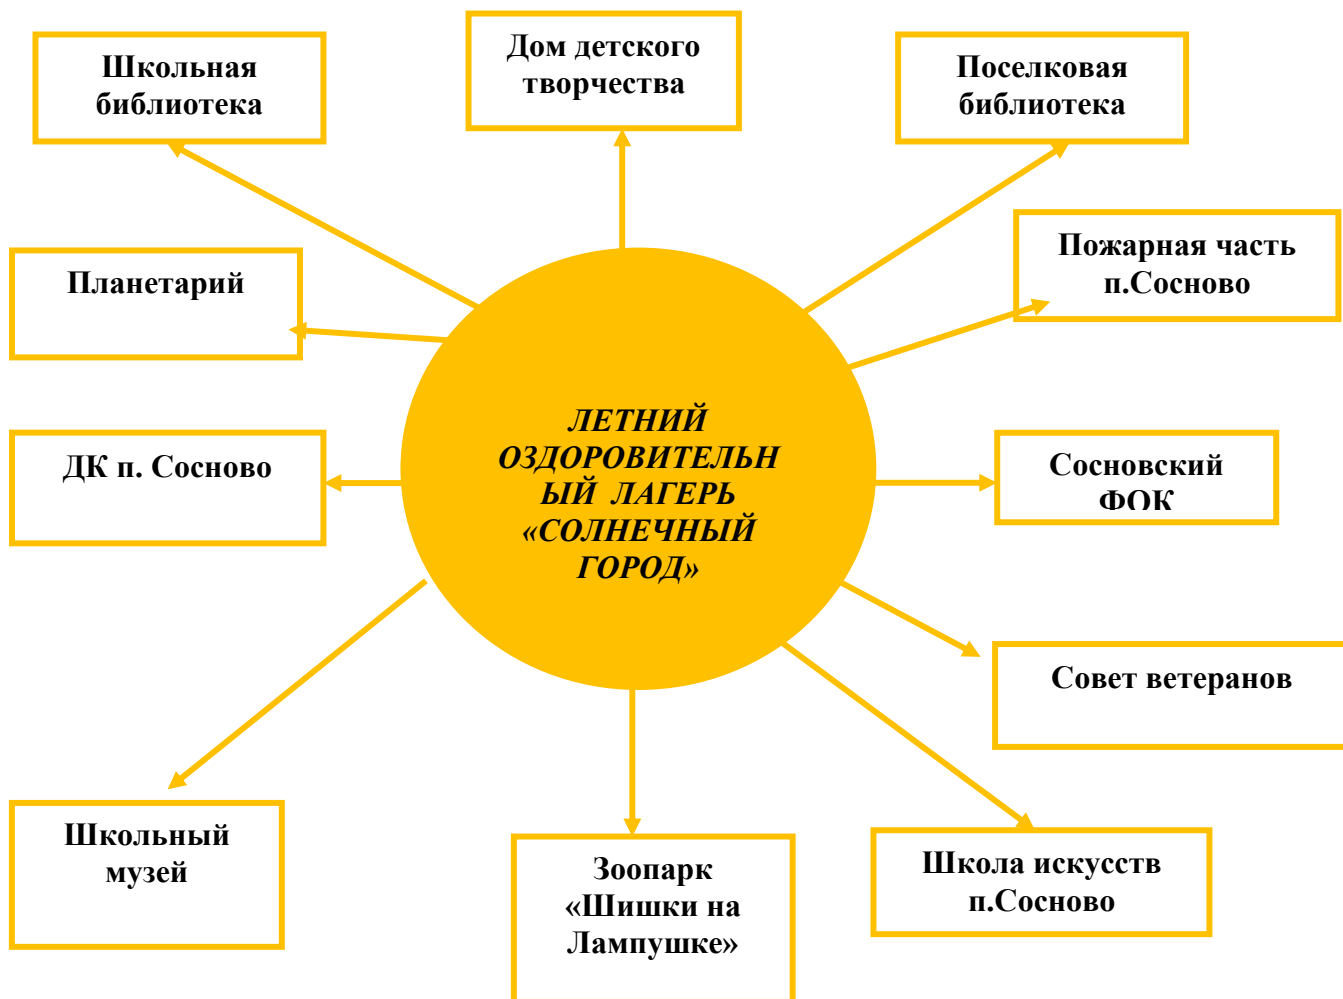 Школьная
библиотека
Дом детского
творчества
Поселковая
библиотека
Планетарий
Пожарная часть
п.Сосново
ДК п. Сосново
ЛЕТНИЙ
ОЗДОРОВИТЕЛЬН
ЫЙ ЛАГЕРЬ
«СОЛНЕЧНЫЙ
ГОРОД»
Сосновский
ФОК
Совет ветеранов
Школьный
музей
Зоопарк
«Шишки на
Лампушке»
Школа искусств
п.Сосново